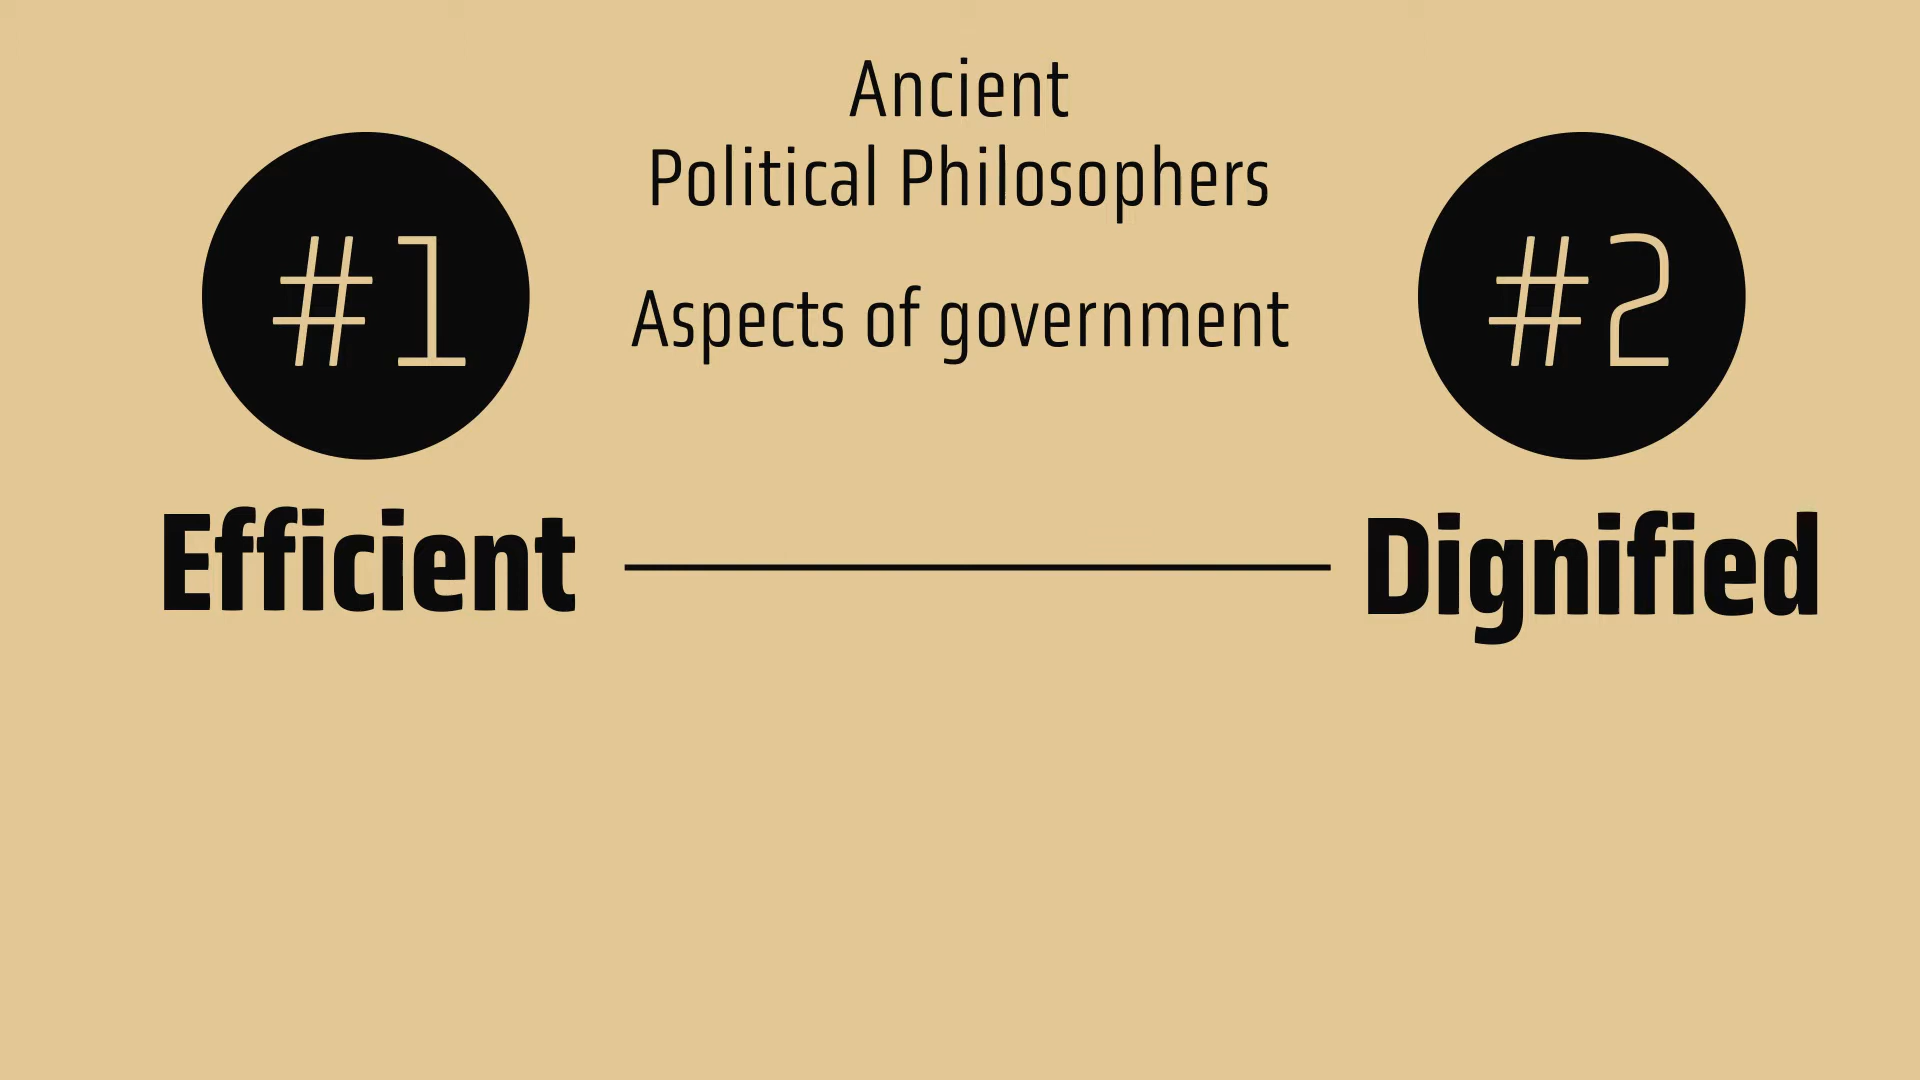 Ancient
Political Philosophers
Aspects of government
#1
#2
Efficient
Dignified